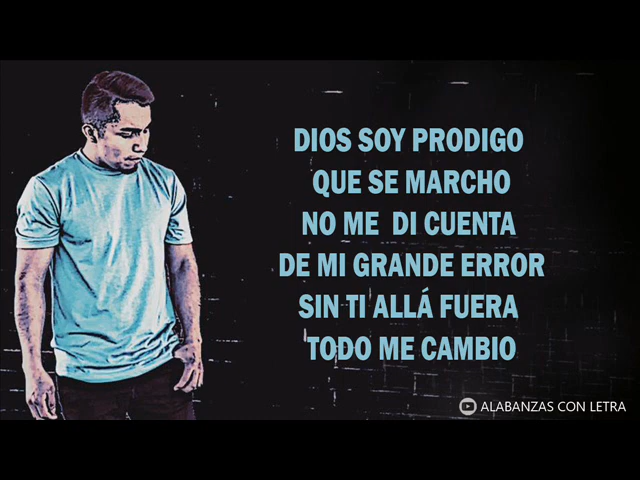 DIOS SOY PRODIGO
QUE SE MARCHO
NO ME DI CUENTA
DE MI GRANDE ERROR
SIN TI ALLÁ FUERA
TODO ME CAMBIO
ALABANZAS CON LETRA